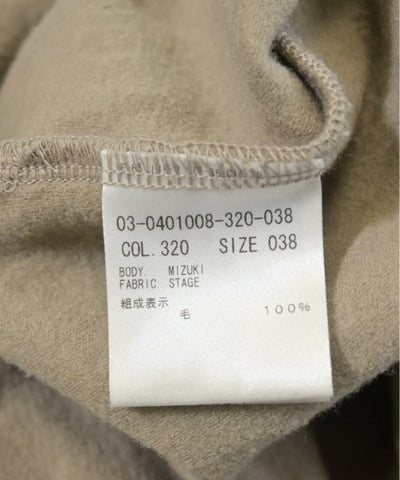 03-0401008-320-038
COL. 320 SIZE 038
BODY. MIZUKI
FABRIC. STAGE
組成表示
毛 100%